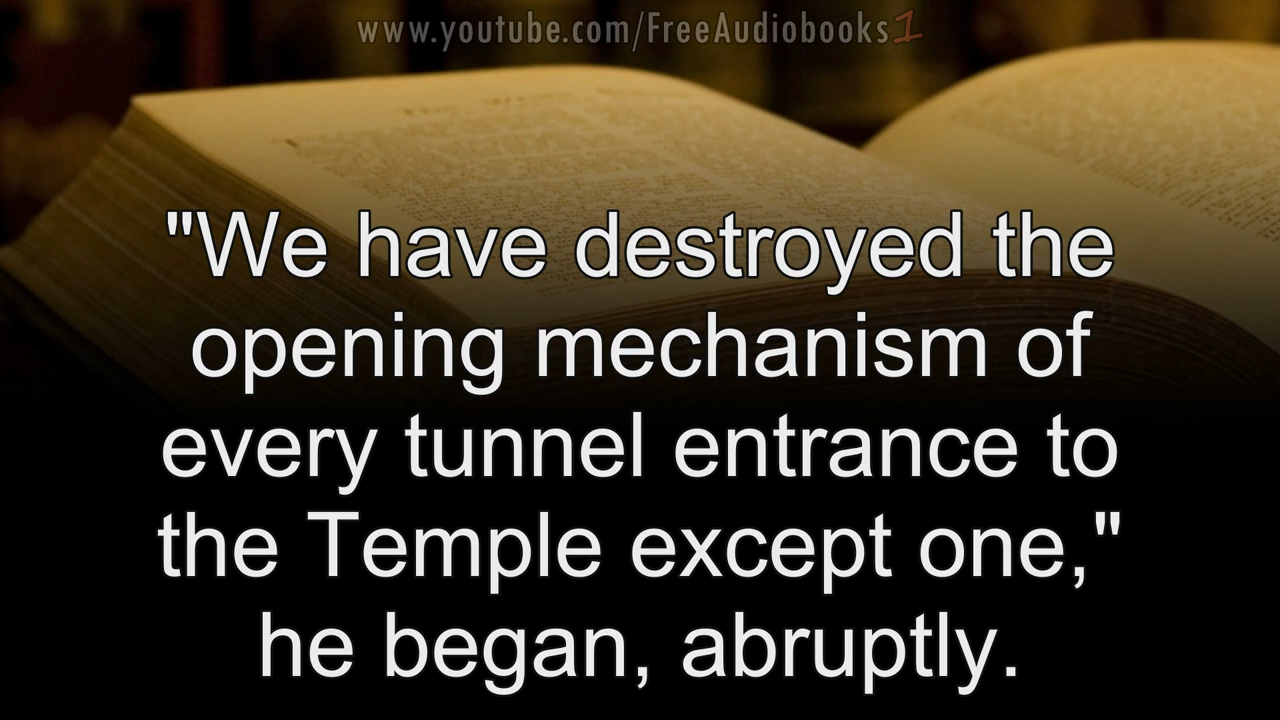 www.youtube.com/FreeAudiobooks1
"We have destroyed the
opening mechanism of
every tunnel entrance to
the Temple except one,"
he began, abruptly.